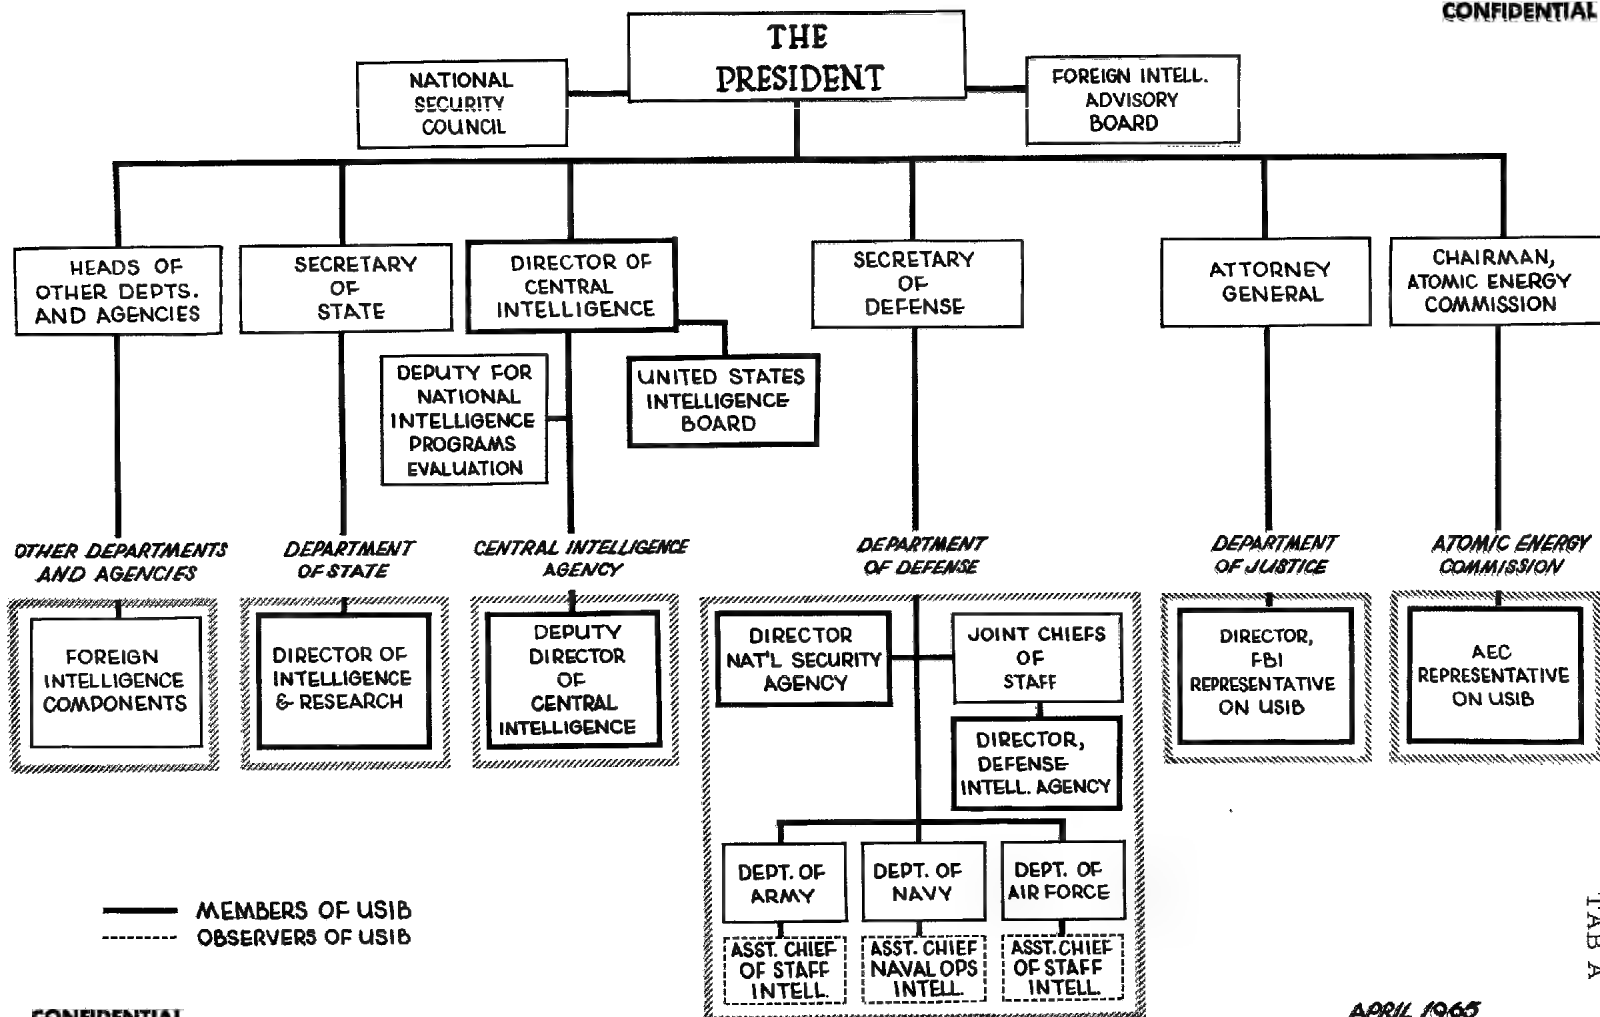 CONFIDENTIAL
THE
PRESIDENT
NATIONAL
SECURITY
COUNCIL
FOREIGN INTELL.
ADVISORY
BOARD
HEADS OF
OTHER DEPTS.
AND AGENCIES
SECRETARY
OF
STATE
DIRECTOR OF
CENTRAL
INTELLIGENCE
SECRETARY
OF
DEFENSE
ATTORNEY
GENERAL
CHAIRMAN,
ATOMIC ENERGY
COMMISSION
DEPUTY FOR
NATIONAL
INTELLIGENCE
PROGRAMS
EVALUATION
UNITED STATES
INTELLIGENCE
BOARD
OTHER DEPARTMENTS
AND AGENCIES
DEPARTMENT
OF STATE
CENTRAL INTELLIGENCE
AGENCY
DEPARTMENT
OF DEFENSE
DEPARTMENT
OF JUSTICE
ATOMIC ENERGY
COMMISSION
FOREIGN
INTELLIGENCE
COMPONENTS
DIRECTOR OF
INTELLIGENCE
& RESEARCH
DEPUTY
DIRECTOR
OF
CENTRAL
INTELLIGENCE
DIRECTOR
NAT'L SECURITY
AGENCY
JOINT CHIEFS
OF
STAFF
DIRECTOR,
DEFENSE
INTELL. AGENCY
DIRECTOR,
FBI
REPRESENTATIVE
ON USIB
AEC
REPRESENTATIVE
ON USIB
DEPT. OF
ARMY
DEPT. OF
NAVY
DEPT. OF
AIR FORCE
ASST. CHIEF
OF STAFF
INTELL.
ASST. CHIEF
NAVAL OPS
INTELL.
ASST. CHIEF
OF STAFF
INTELL.
MEMBERS OF USIB
OBSERVERS OF USIB
TAB A
CONFIDENTIAL
APRIL 1965